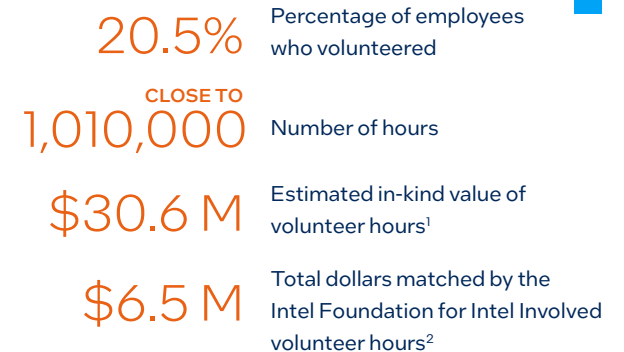 20.5%
Percentage of employees
who volunteered
CLOSE TO
1,010,000
Number of hours
$30.6 M
Estimated in-kind value of
volunteer hours¹
$6.5 M
Total dollars matched by the
Intel Foundation for Intel Involved
volunteer hours²